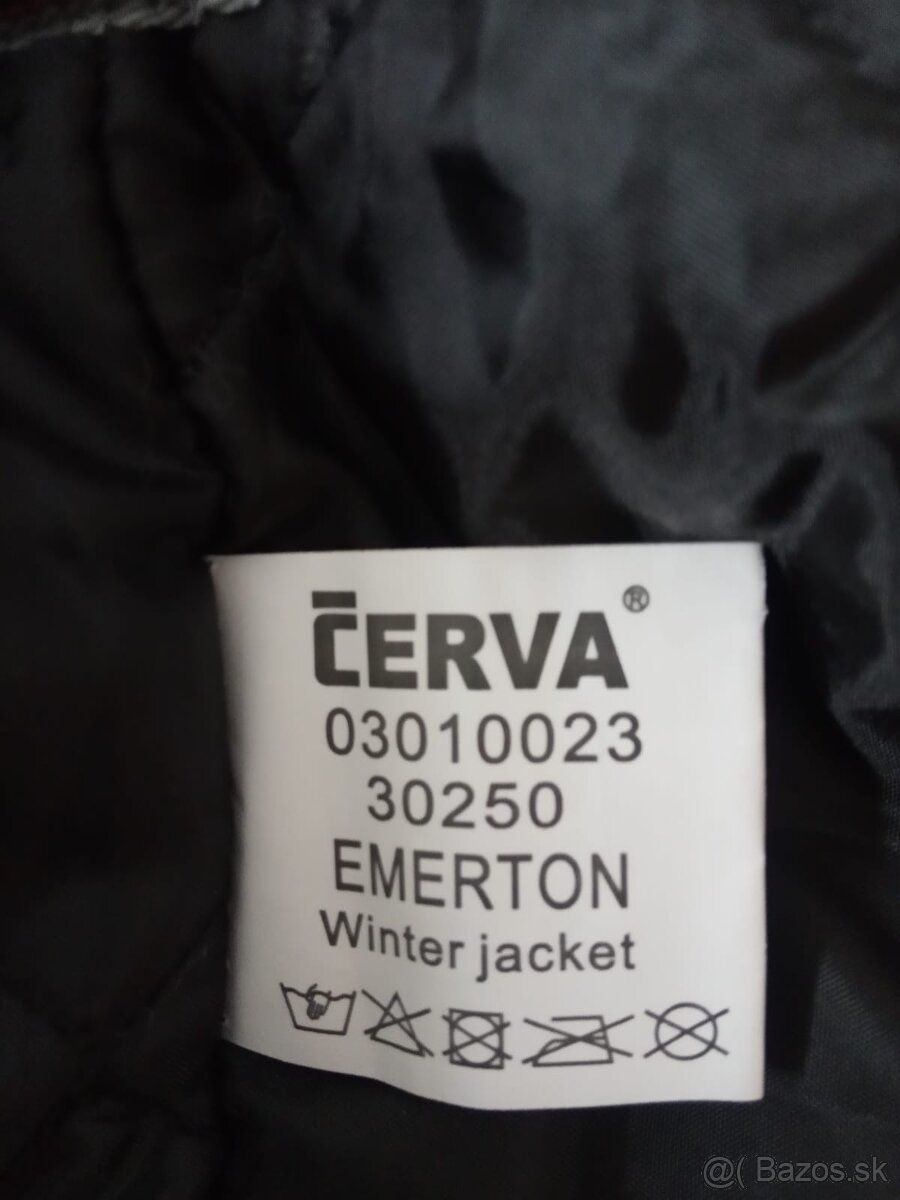 ČERVA®
03010023
30250
EMERTON
Winter jacket
@( Bazos.sk